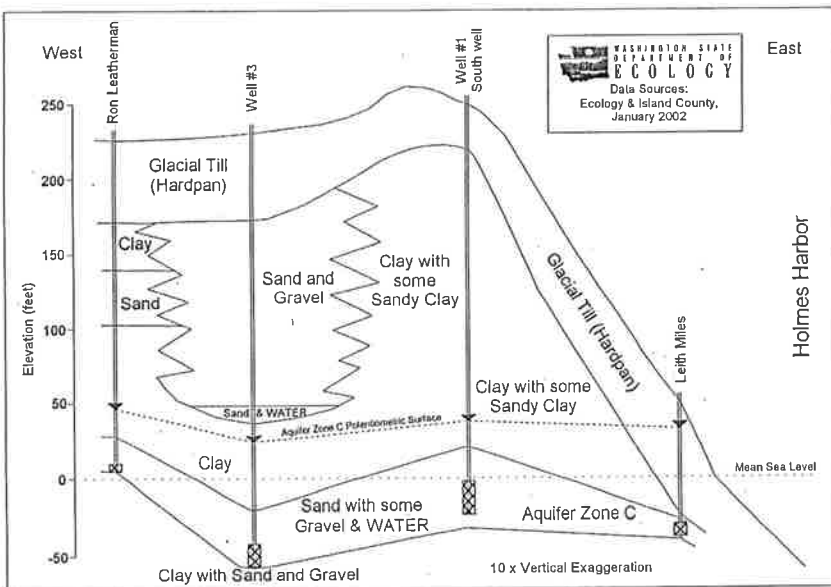 West
Ron Leatherman
Well #3
Well #1
South well
WASHINGTON STATE
DEPARTMENT OF
ECOLOGY
Data Sources:
Ecology & Island County,
January 2002
East
Elevation (feet)
250
200
150
100
50
0
-50
Glacial Till
(Hardpan)
Clay
Sand
Sand and
Gravel
Clay with
some
Sandy Clay
Glacial Till (Hardpan)
Holmes Harbor
Leith Miles
Sand & WATER
Clay with some
Sandy Clay
Aquifer Zone C Potentiometric Surface
Clay
Mean Sea Level
Sand with some
Gravel & WATER
Aquifer Zone C
Clay with Sand and Gravel
10 x Vertical Exaggeration